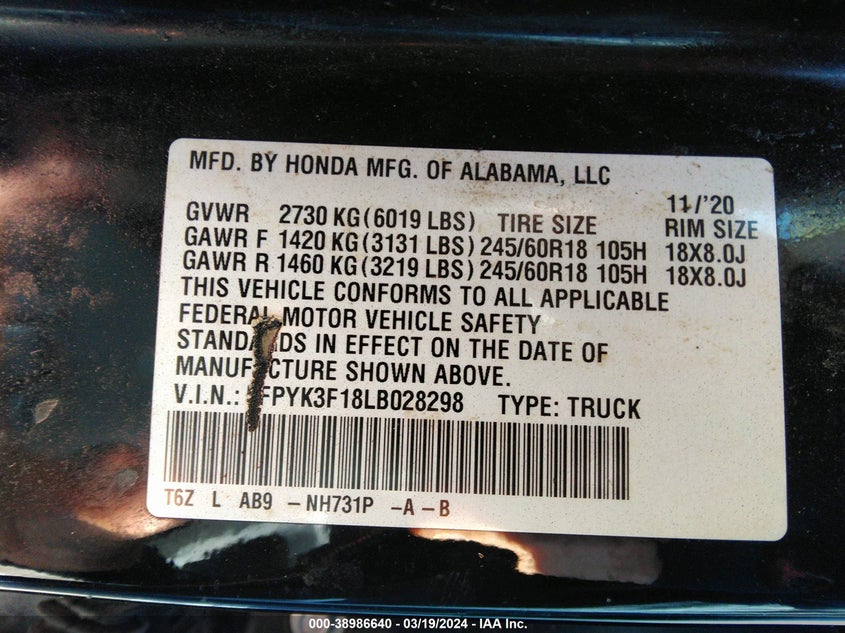 MFD. BY HONDA MFG. OF ALABAMA, LLC
11/'20
GVWR 2730 KG (6019 LBS) TIRE SIZE RIM SIZE
GAWR F 1420 KG (3131 LBS) 245/60R18 105H 18X8.0J
GAWR R 1460 KG (3219 LBS) 245/60R18 105H 18X8.0J
THIS VEHICLE CONFORMS TO ALL APPLICABLE
FEDERAL MOTOR VEHICLE SAFETY
STANDARDS IN EFFECT ON THE DATE OF
MANUFACTURE SHOWN ABOVE.
V.I.N.: FPYK3F18LB028298 TYPE: TRUCK
T6Z L AB9 - NH731P - A - B
000-38986640 - 03/19/2024 - IAA Inc.